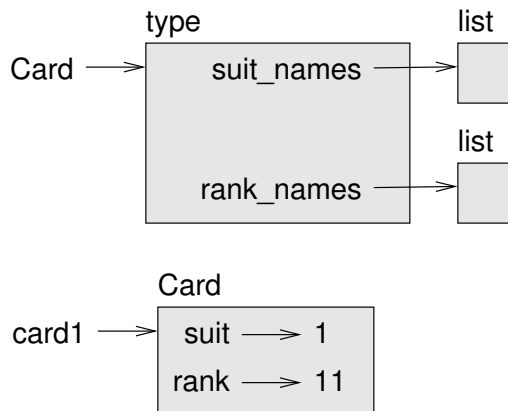 type
list
Card
suit_names
list
rank_names
Card
card1
suit
1
rank
11